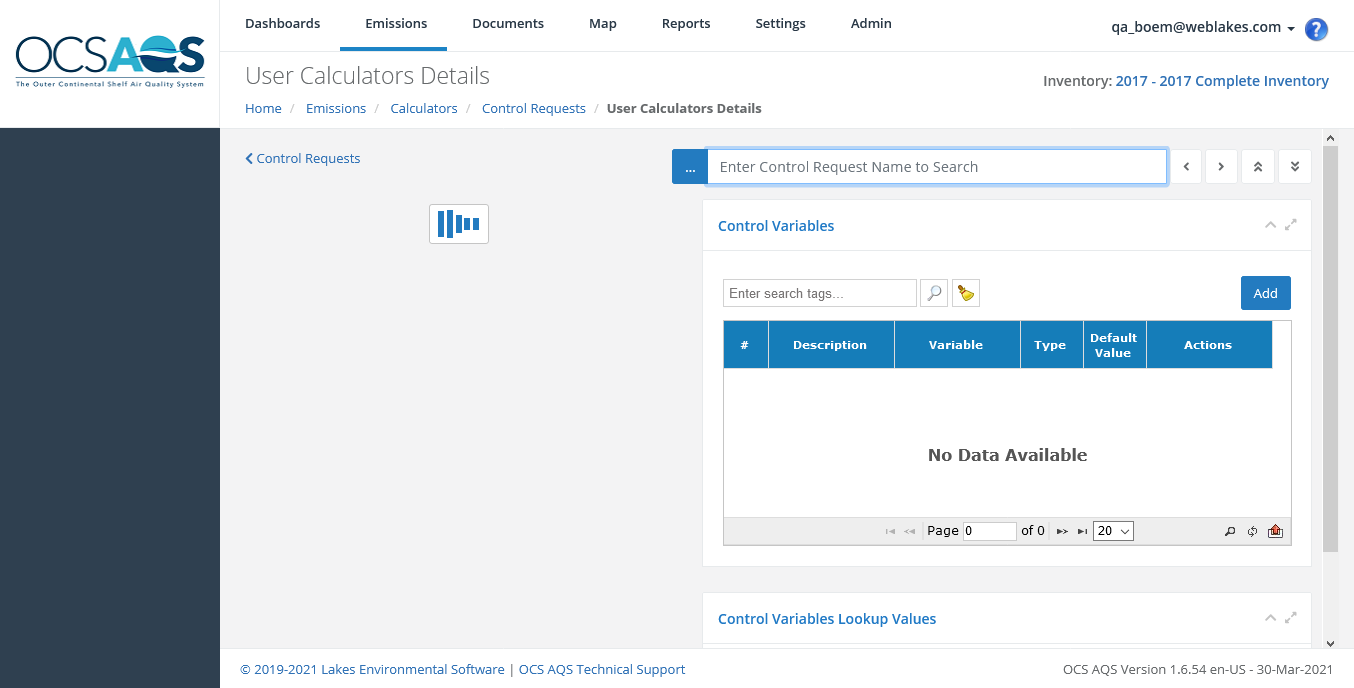 OCSAQS
The Outer Continental Shelf Air Quality System
Dashboards Emissions Documents Map Reports Settings Admin
qa_boem@weblakes.com ?
User Calculators Details
Inventory: 2017 - 2017 Complete Inventory
Home / Emissions / Calculators / Control Requests / User Calculators Details
Control Requests
... Enter Control Request Name to Search
Control Variables
Enter search tags...
Add
# Description Variable Type Default Value Actions
No Data Available
Page 0 of 0 20
Control Variables Lookup Values
© 2019-2021 Lakes Environmental Software | OCS AQS Technical Support
OCS AQS Version 1.6.54 en-US - 30-Mar-2021